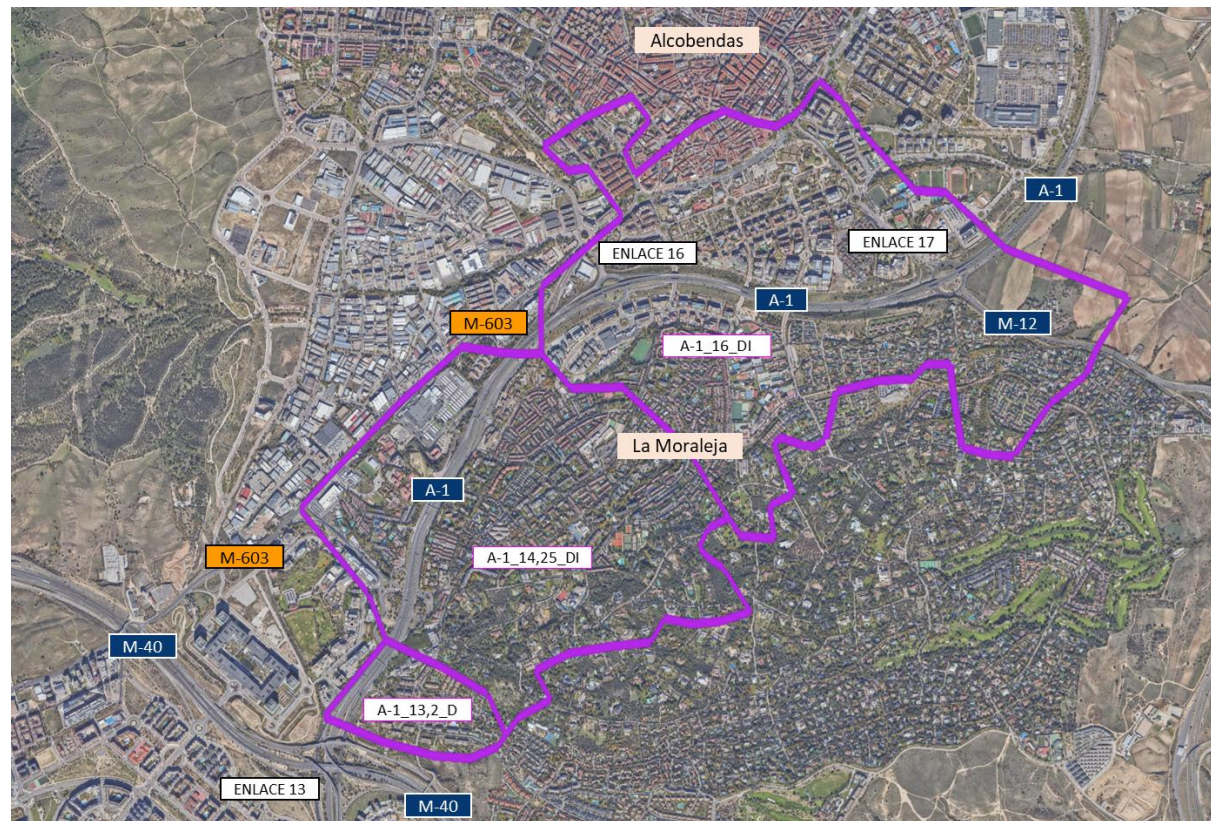 Alcobendas
A-1
ENLACE 17
ENLACE 16
A-1
M-603
M-12
A-1_16_DI
La Moraleja
A-1
M-603
A-1_14,25_DI
M-40
A-1_13,2_D
ENLACE 13
M-40